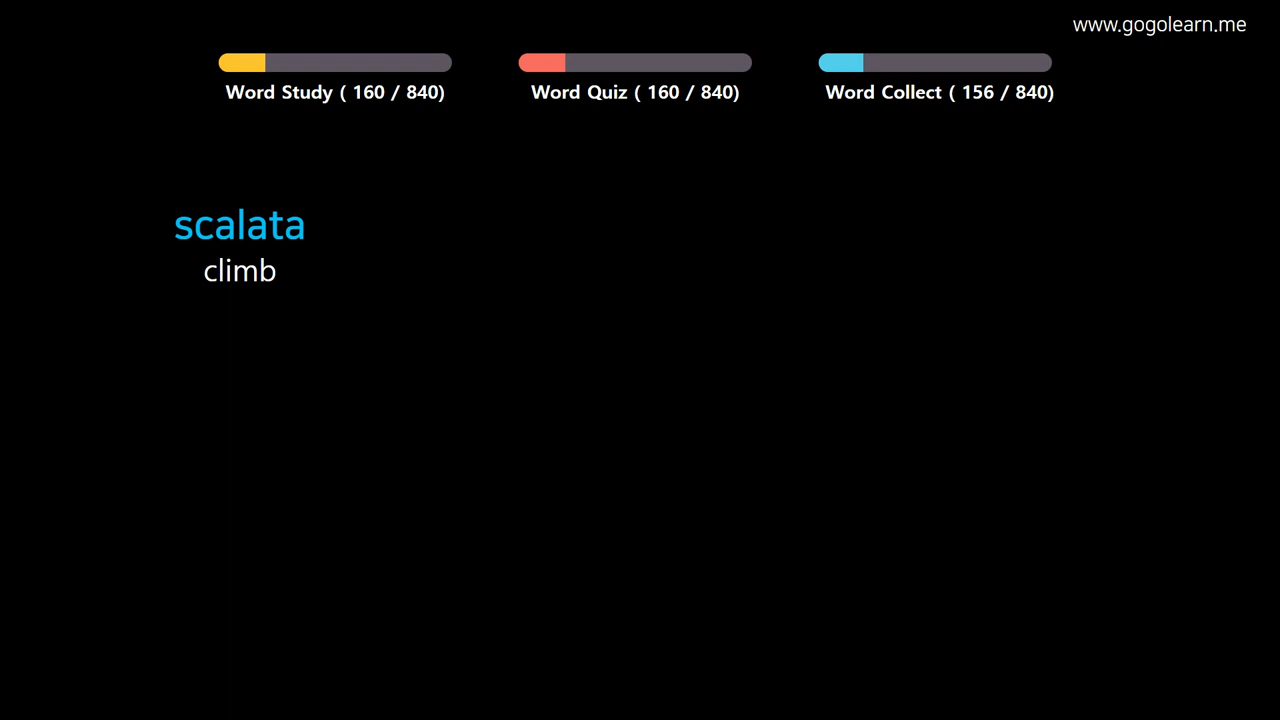 www.gogolearn.me
Word Study ( 160 / 840)
Word Quiz ( 160 / 840)
Word Collect ( 156 / 840)
scalata
climb